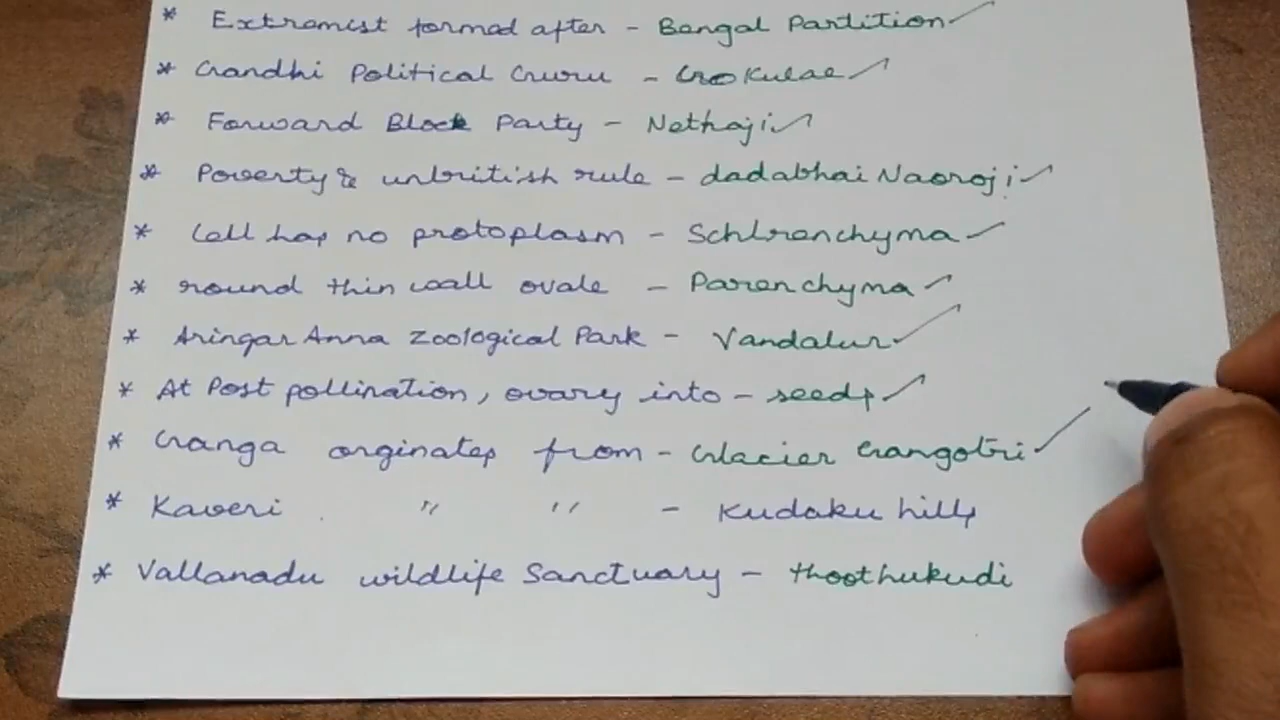 * Extremist formed after - Bengal Partition
* Gandhi Political Guru - Gokulae
* Forward Block Party - Nethaji
* Poverty & unbritish rule - dadabhai Naoroji
* Cell has no protoplasm - Schlrenchyma
* round thin wall ovale - Parenchyma
* Aringar Anna Zoological Park - Vandalur
* At Post pollination, ovary into - seeds
* Ganga orginates from - Glacier Gangotri
* Kaveri " " - Kudaku hills
* Vallanadu wildlife Sanctuary - thoothukudi